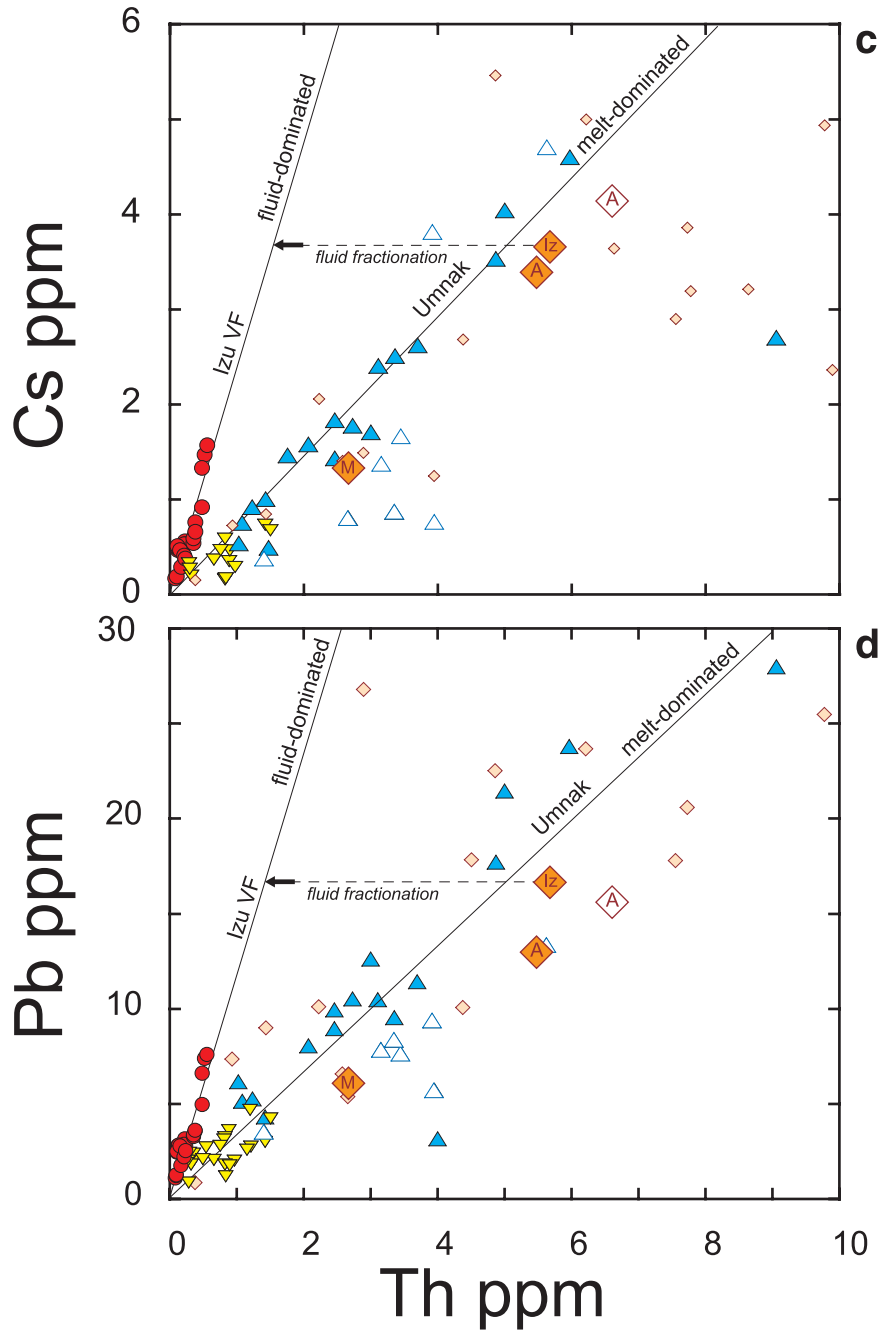 c
6
4
2
0
Cs ppm
fluid-dominated
Izu VF
melt-dominated
Umnak
fluid fractionation
A
Iz
A
M
d
30
20
10
0
Pb ppm
fluid-dominated
Izu VF
melt-dominated
Umnak
fluid fractionation
Iz
A
A
M
0 2 4 6 8 10
Th ppm